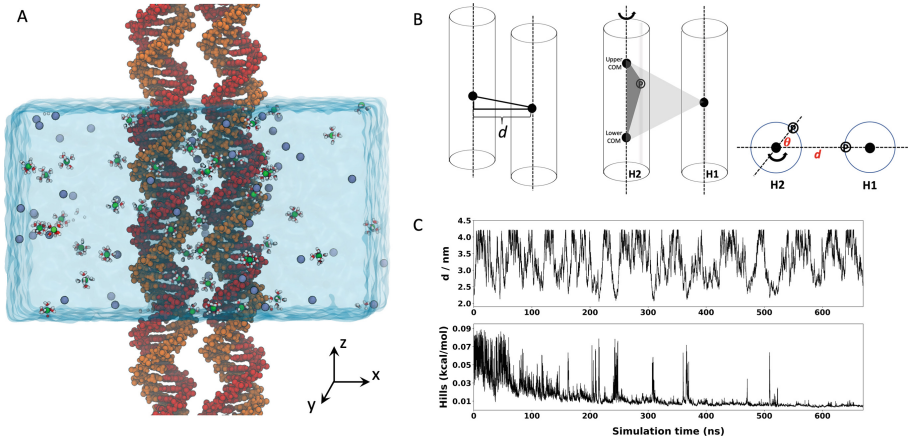 A
z
x
y
B
d
Upper
COM
P
Lower
COM
H2
H1
P
θ
P
d
H2
H1
C
d / nm
4.5
4.0
3.5
3.0
2.5
2.0
0 100 200 300 400 500 600
Hills (kcal/mol)
0.09
0.07
0.05
0.03
0.01
0 100 200 300 400 500 600
Simulation time (ns)